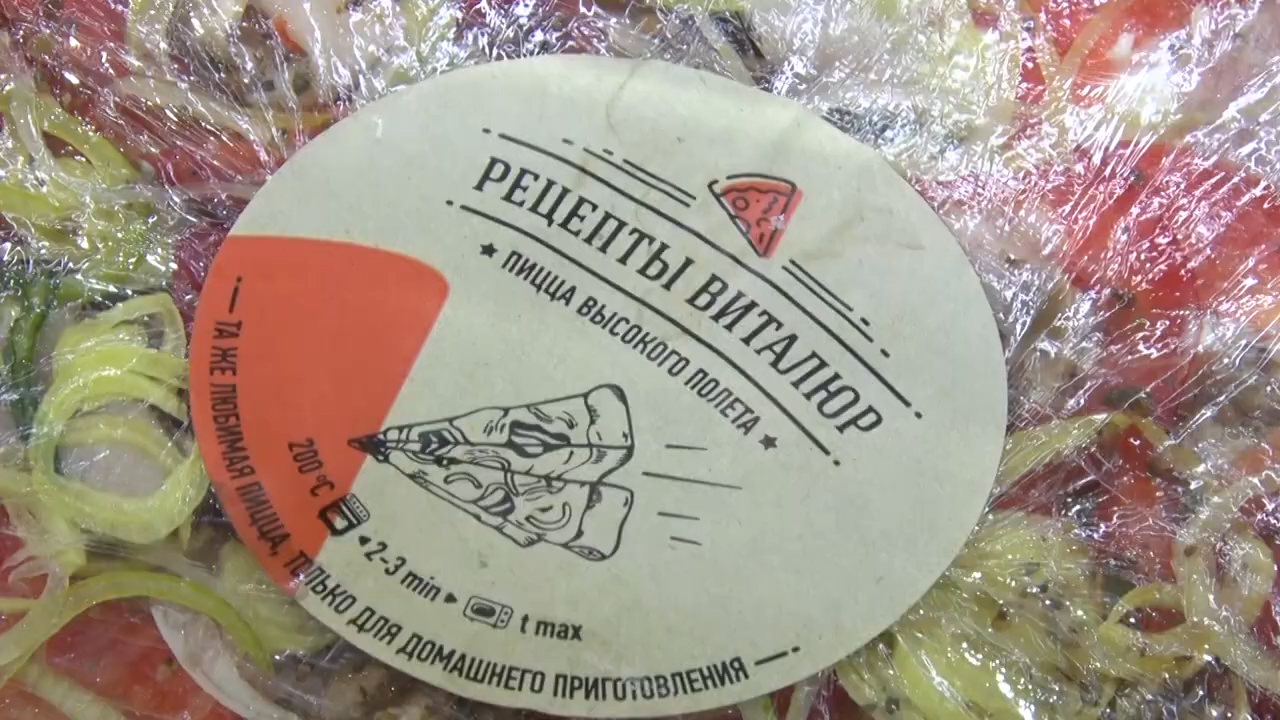 РЕЦЕПТЫ ВИТАЛЮР
★ ПИЦЦА ВЫСОКОГО ПОЛЕТА ★
200 °C
2-3 min
t max
ТА ЖЕ ЛЮБИМАЯ ПИЦЦА, ТОЛЬКО ДЛЯ ДОМАШНЕГО ПРИГОТОВЛЕНИЯ